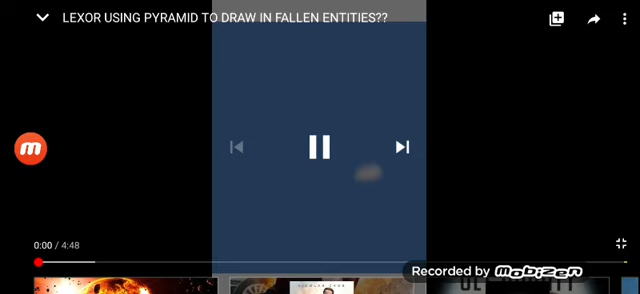 LEXOR USING PYRAMID TO DRAW IN FALLEN ENTITIES??
0:00 / 4:48
Recorded by Mobizen